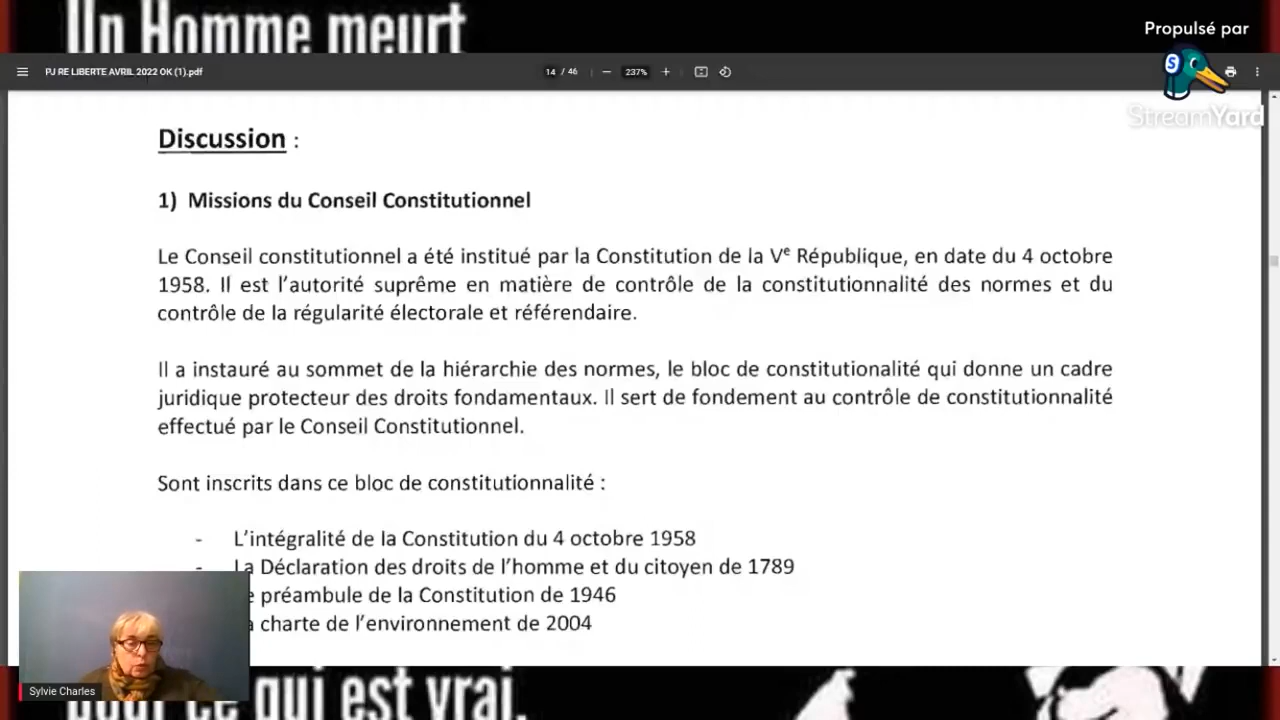 Un Homme meurt
Propulsé par
PJ RE LIBERTE AVRIL 2022 OK (1).pdf
14 / 46
237%
StreamYard
Discussion :
1) Missions du Conseil Constitutionnel
Le Conseil constitutionnel a été institué par la Constitution de la Ve République, en date du 4 octobre
1958. Il est l’autorité suprême en matière de contrôle de la constitutionnalité des normes et du
contrôle de la régularité électorale et référendaire.
Il a instauré au sommet de la hiérarchie des normes, le bloc de constitutionalité qui donne un cadre
juridique protecteur des droits fondamentaux. Il sert de fondement au contrôle de constitutionnalité
effectué par le Conseil Constitutionnel.
Sont inscrits dans ce bloc de constitutionnalité :
- L’intégralité de la Constitution du 4 octobre 1958
- La Déclaration des droits de l’homme et du citoyen de 1789
préambule de la Constitution de 1946
charte de l’environnement de 2004
Sylvie Charles
pour ce qui est vrai.